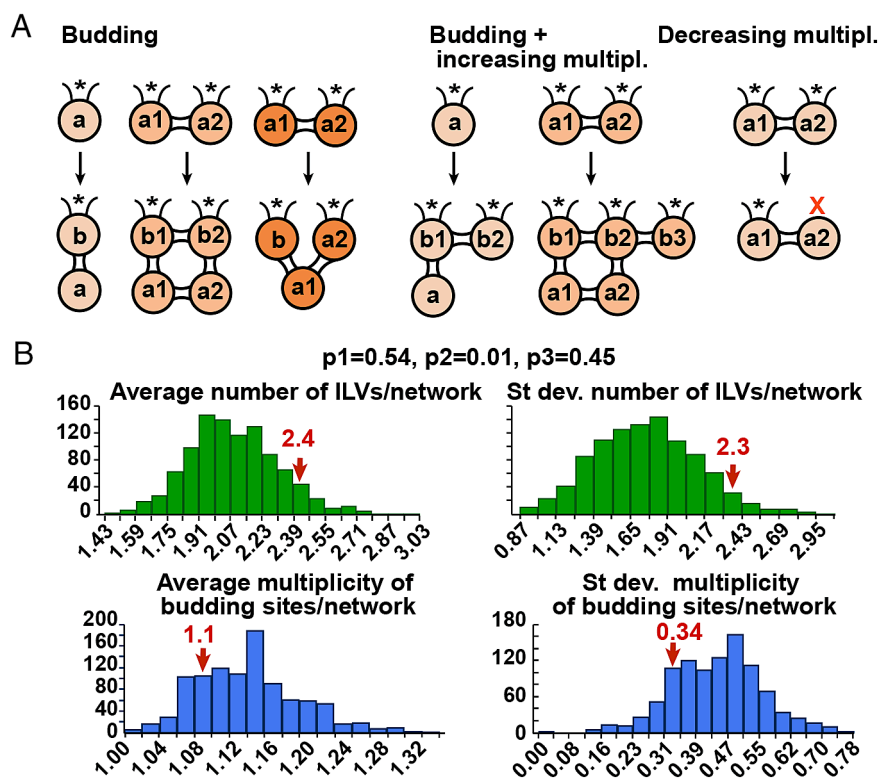 A
Budding
Budding +
increasing multipl.
Decreasing multipl.
* * * * * * * * * *
a a1 a2 a1 a2 a a1 a2 a1 a2
* * * * * * * * * * * X
b b1 b2 b a2 b1 b2 b1 b2 b3 a1 a2
a a1 a2 a1 a a1 a2
B
p1=0.54, p2=0.01, p3=0.45
Average number of ILVs/network
160
120
80
40
0
2.4
1.43 1.59 1.75 1.91 2.07 2.23 2.39 2.55 2.71 2.87 3.03
St dev. number of ILVs/network
2.3
0.87 1.13 1.39 1.65 1.91 2.17 2.43 2.69 2.95
Average multiplicity of
budding sites/network
200
160
120
80
40
0
1.1
1.00 1.04 1.08 1.12 1.16 1.20 1.24 1.28 1.32
St dev. multiplicity
of budding sites/network
180
120
60
0
0.34
0.00 0.08 0.16 0.23 0.31 0.39 0.47 0.55 0.62 0.70 0.78